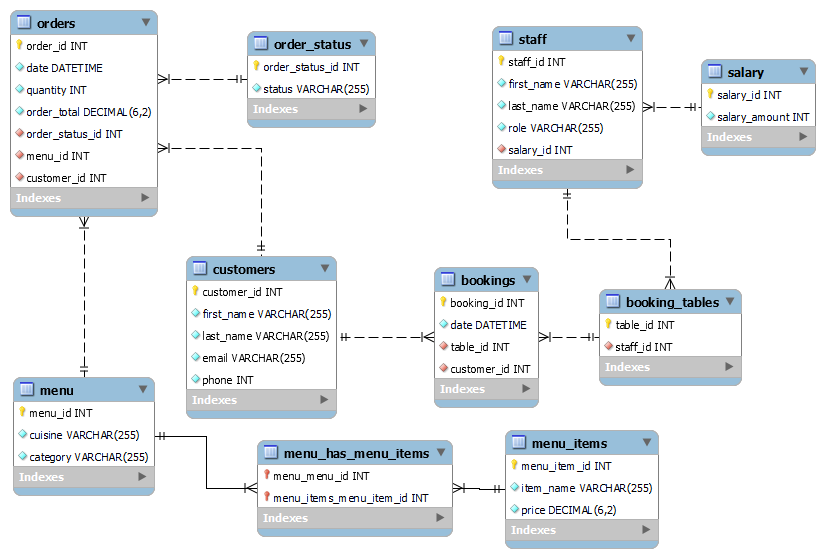 orders
order_id INT
date DATETIME
quantity INT
order_total DECIMAL(6,2)
order_status_id INT
menu_id INT
customer_id INT
Indexes
order_status
order_status_id INT
status VARCHAR(255)
Indexes
staff
staff_id INT
first_name VARCHAR(255)
last_name VARCHAR(255)
role VARCHAR(255)
salary_id INT
Indexes
salary
salary_id INT
salary_amount INT
Indexes
customers
customer_id INT
first_name VARCHAR(255)
last_name VARCHAR(255)
email VARCHAR(255)
phone INT
Indexes
bookings
booking_id INT
date DATETIME
table_id INT
customer_id INT
Indexes
booking_tables
table_id INT
staff_id INT
Indexes
menu
menu_id INT
cuisine VARCHAR(255)
category VARCHAR(255)
Indexes
menu_has_menu_items
menu_menu_id INT
menu_items_menu_item_id INT
Indexes
menu_items
menu_item_id INT
item_name VARCHAR(255)
price DECIMAL(6,2)
Indexes